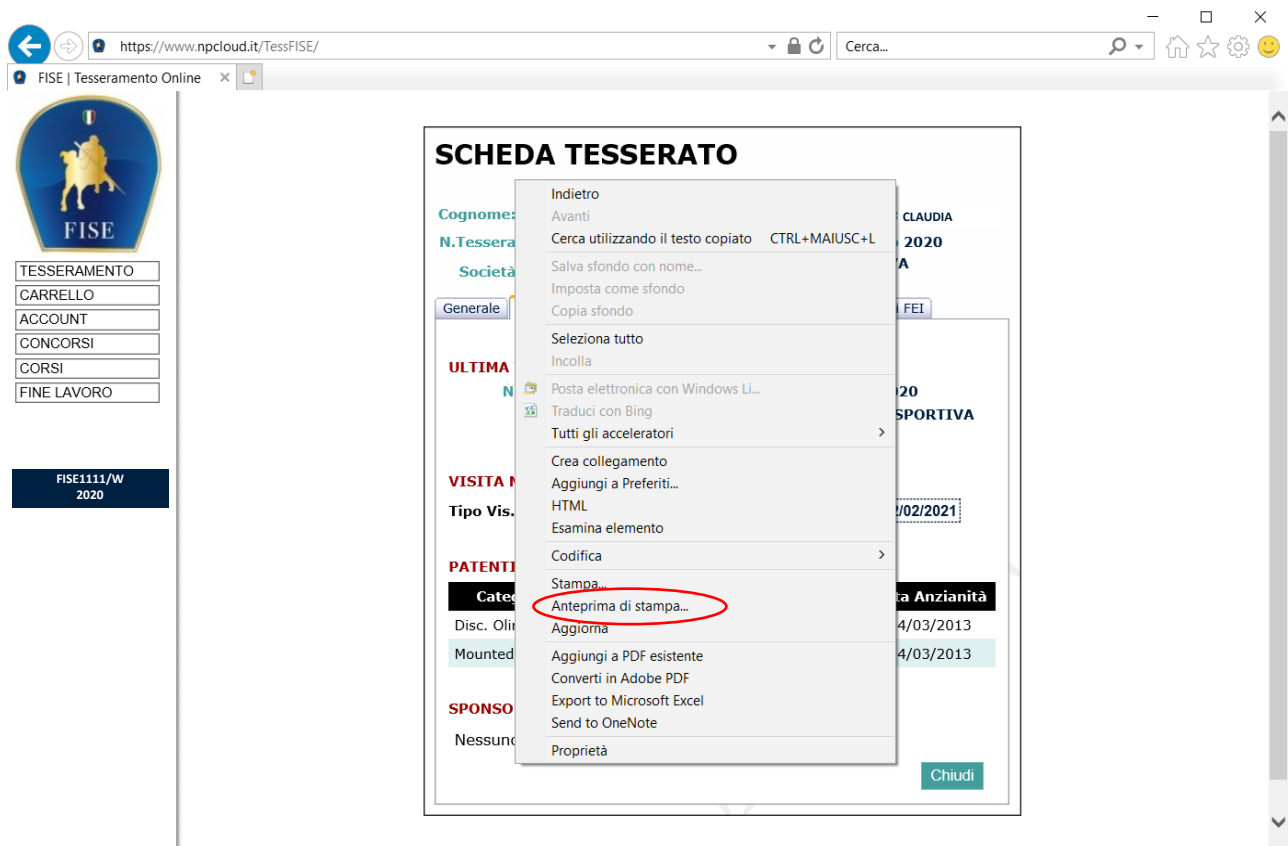 https://www.npcloud.it/TessFISE/
Cerca...
FISE | Tesseramento Online
FISE
TESSERAMENTO
CARRELLO
ACCOUNT
CONCORSI
CORSI
FINE LAVORO
FISE1111/W
2020
SCHEDA TESSERATO
Cognome:
CLAUDIA
N.Tessera
2020
Società
Generale
FEI
ULTIMA
N
20
SPORTIVA
VISITA
Tipo Vis.
/02/2021
PATENTI
Categ
ta Anzianità
Disc. Olin
4/03/2013
Mounted
4/03/2013
SPONSO
Nessuno
Chiudi
Indietro
Avanti
Cerca utilizzando il testo copiato CTRL+MAIUSC+L
Salva sfondo con nome...
Imposta come sfondo
Copia sfondo
Seleziona tutto
Incolla
Posta elettronica con Windows Li...
Traduci con Bing
Tutti gli acceleratori
Crea collegamento
Aggiungi a Preferiti...
HTML
Esamina elemento
Codifica
Stampa...
Anteprima di stampa...
Aggiorna
Aggiungi a PDF esistente
Converti in Adobe PDF
Export to Microsoft Excel
Send to OneNote
Proprietà